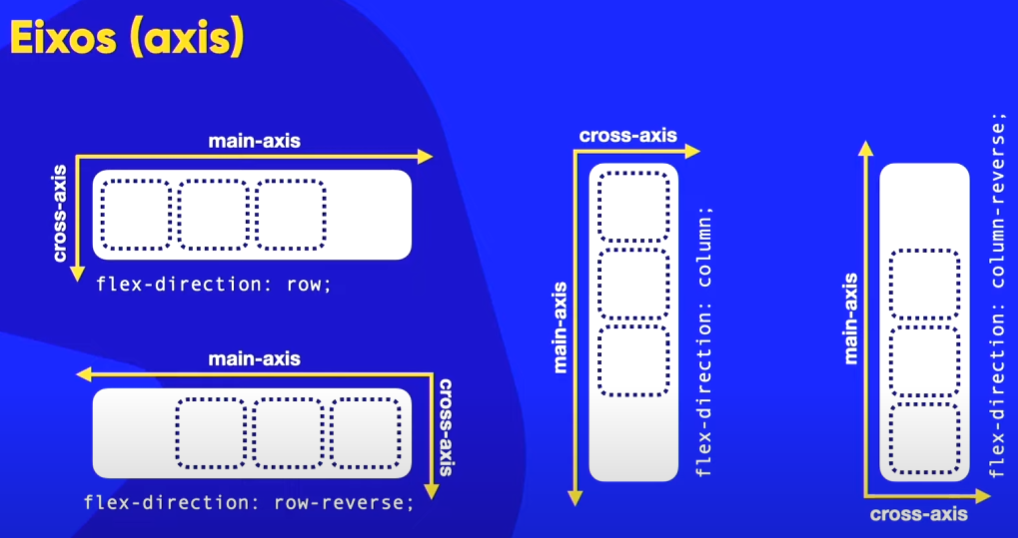 Eixos (axis)
main-axis
cross-axis
flex-direction: row;
main-axis
cross-axis
flex-direction: row-reverse;
cross-axis
main-axis
flex-direction: column;
main-axis
flex-direction: column-reverse;
cross-axis